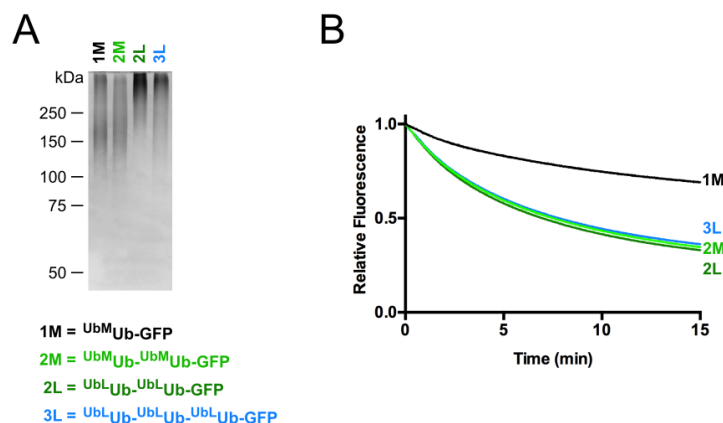 A
1M 2M 2L 3L
kDa
250
150
100
75
50
1M = UbMUb-GFP
2M = UbMUb-UbMUb-GFP
2L = UbLUb-UbLUb-GFP
3L = UbLUb-UbLUb-UbLUb-GFP
B
Relative Fluorescence
1.0
0.5
0.0
1M
3L
2M
2L
0 5 10 15
Time (min)